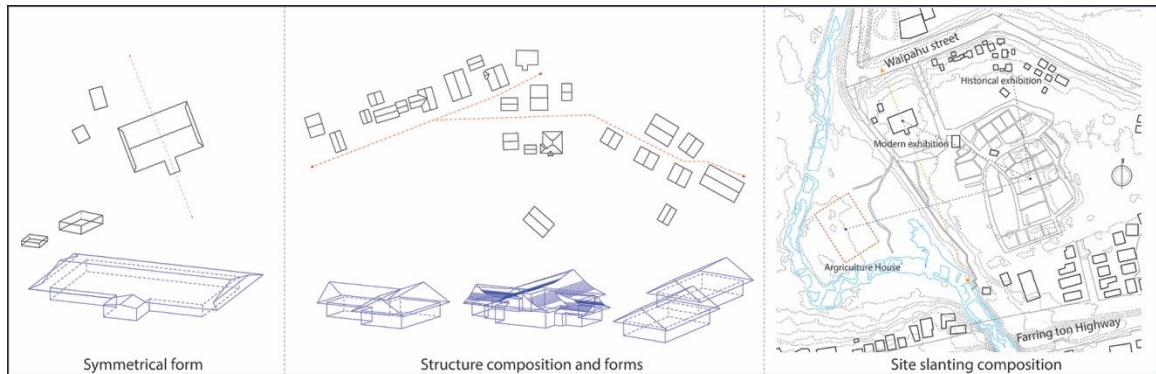 Waipahu street
Historical exhibition
Modern exhibition
Argriculture House
Farring ton Highway
Symmetrical form
Structure composition and forms
Site slanting composition